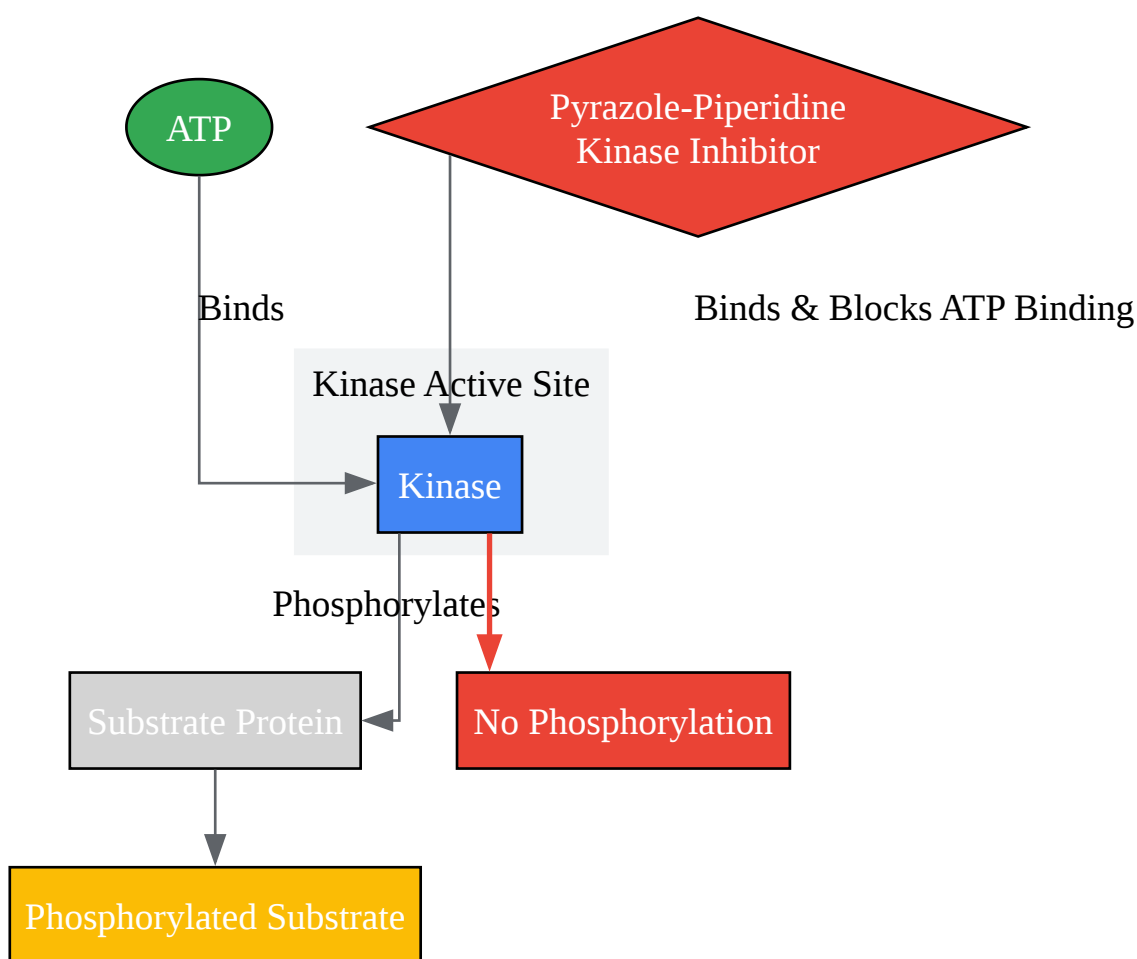 ATP
Pyrazole-Piperidine
Kinase Inhibitor
Binds
Binds & Blocks ATP Binding
Kinase Active Site
Kinase
Phosphorylates
Substrate Protein
No Phosphorylation
Phosphorylated Substrate